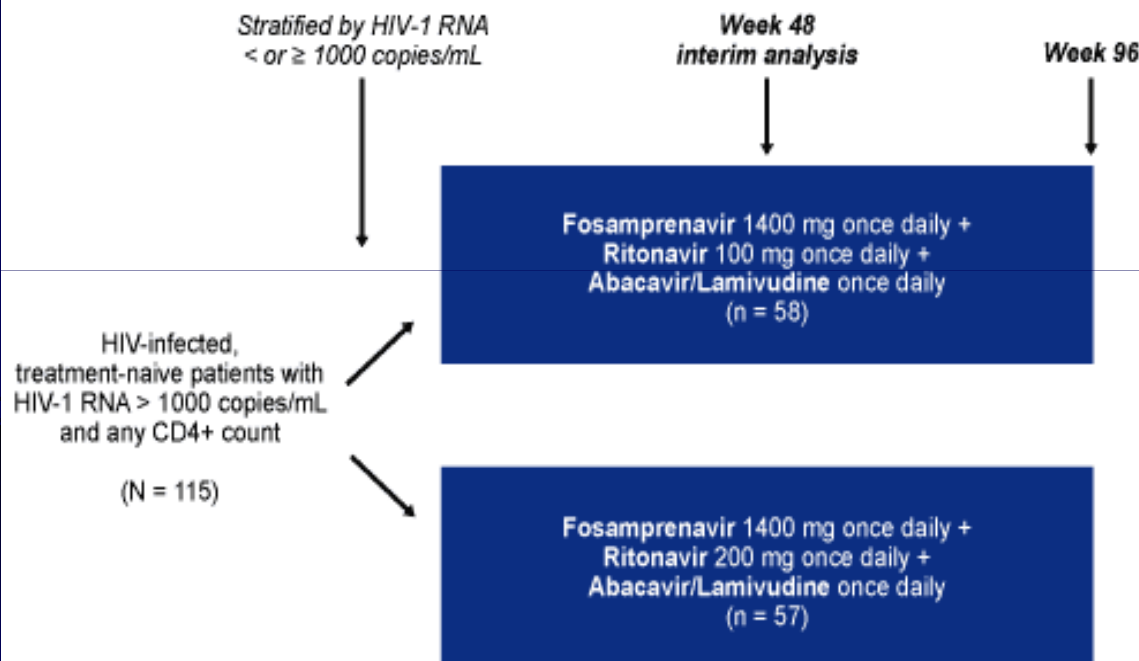 Stratified by HIV-1 RNA
< or ≥ 1000 copies/mL
Week 48
interim analysis
Week 96
Fosamprenavir 1400 mg once daily +
Ritonavir 100 mg once daily +
Abacavir/Lamivudine once daily
(n = 58)
HIV-infected,
treatment-naive patients with
HIV-1 RNA > 1000 copies/mL
and any CD4+ count
(N = 115)
Fosamprenavir 1400 mg once daily +
Ritonavir 200 mg once daily +
Abacavir/Lamivudine once daily
(n = 57)